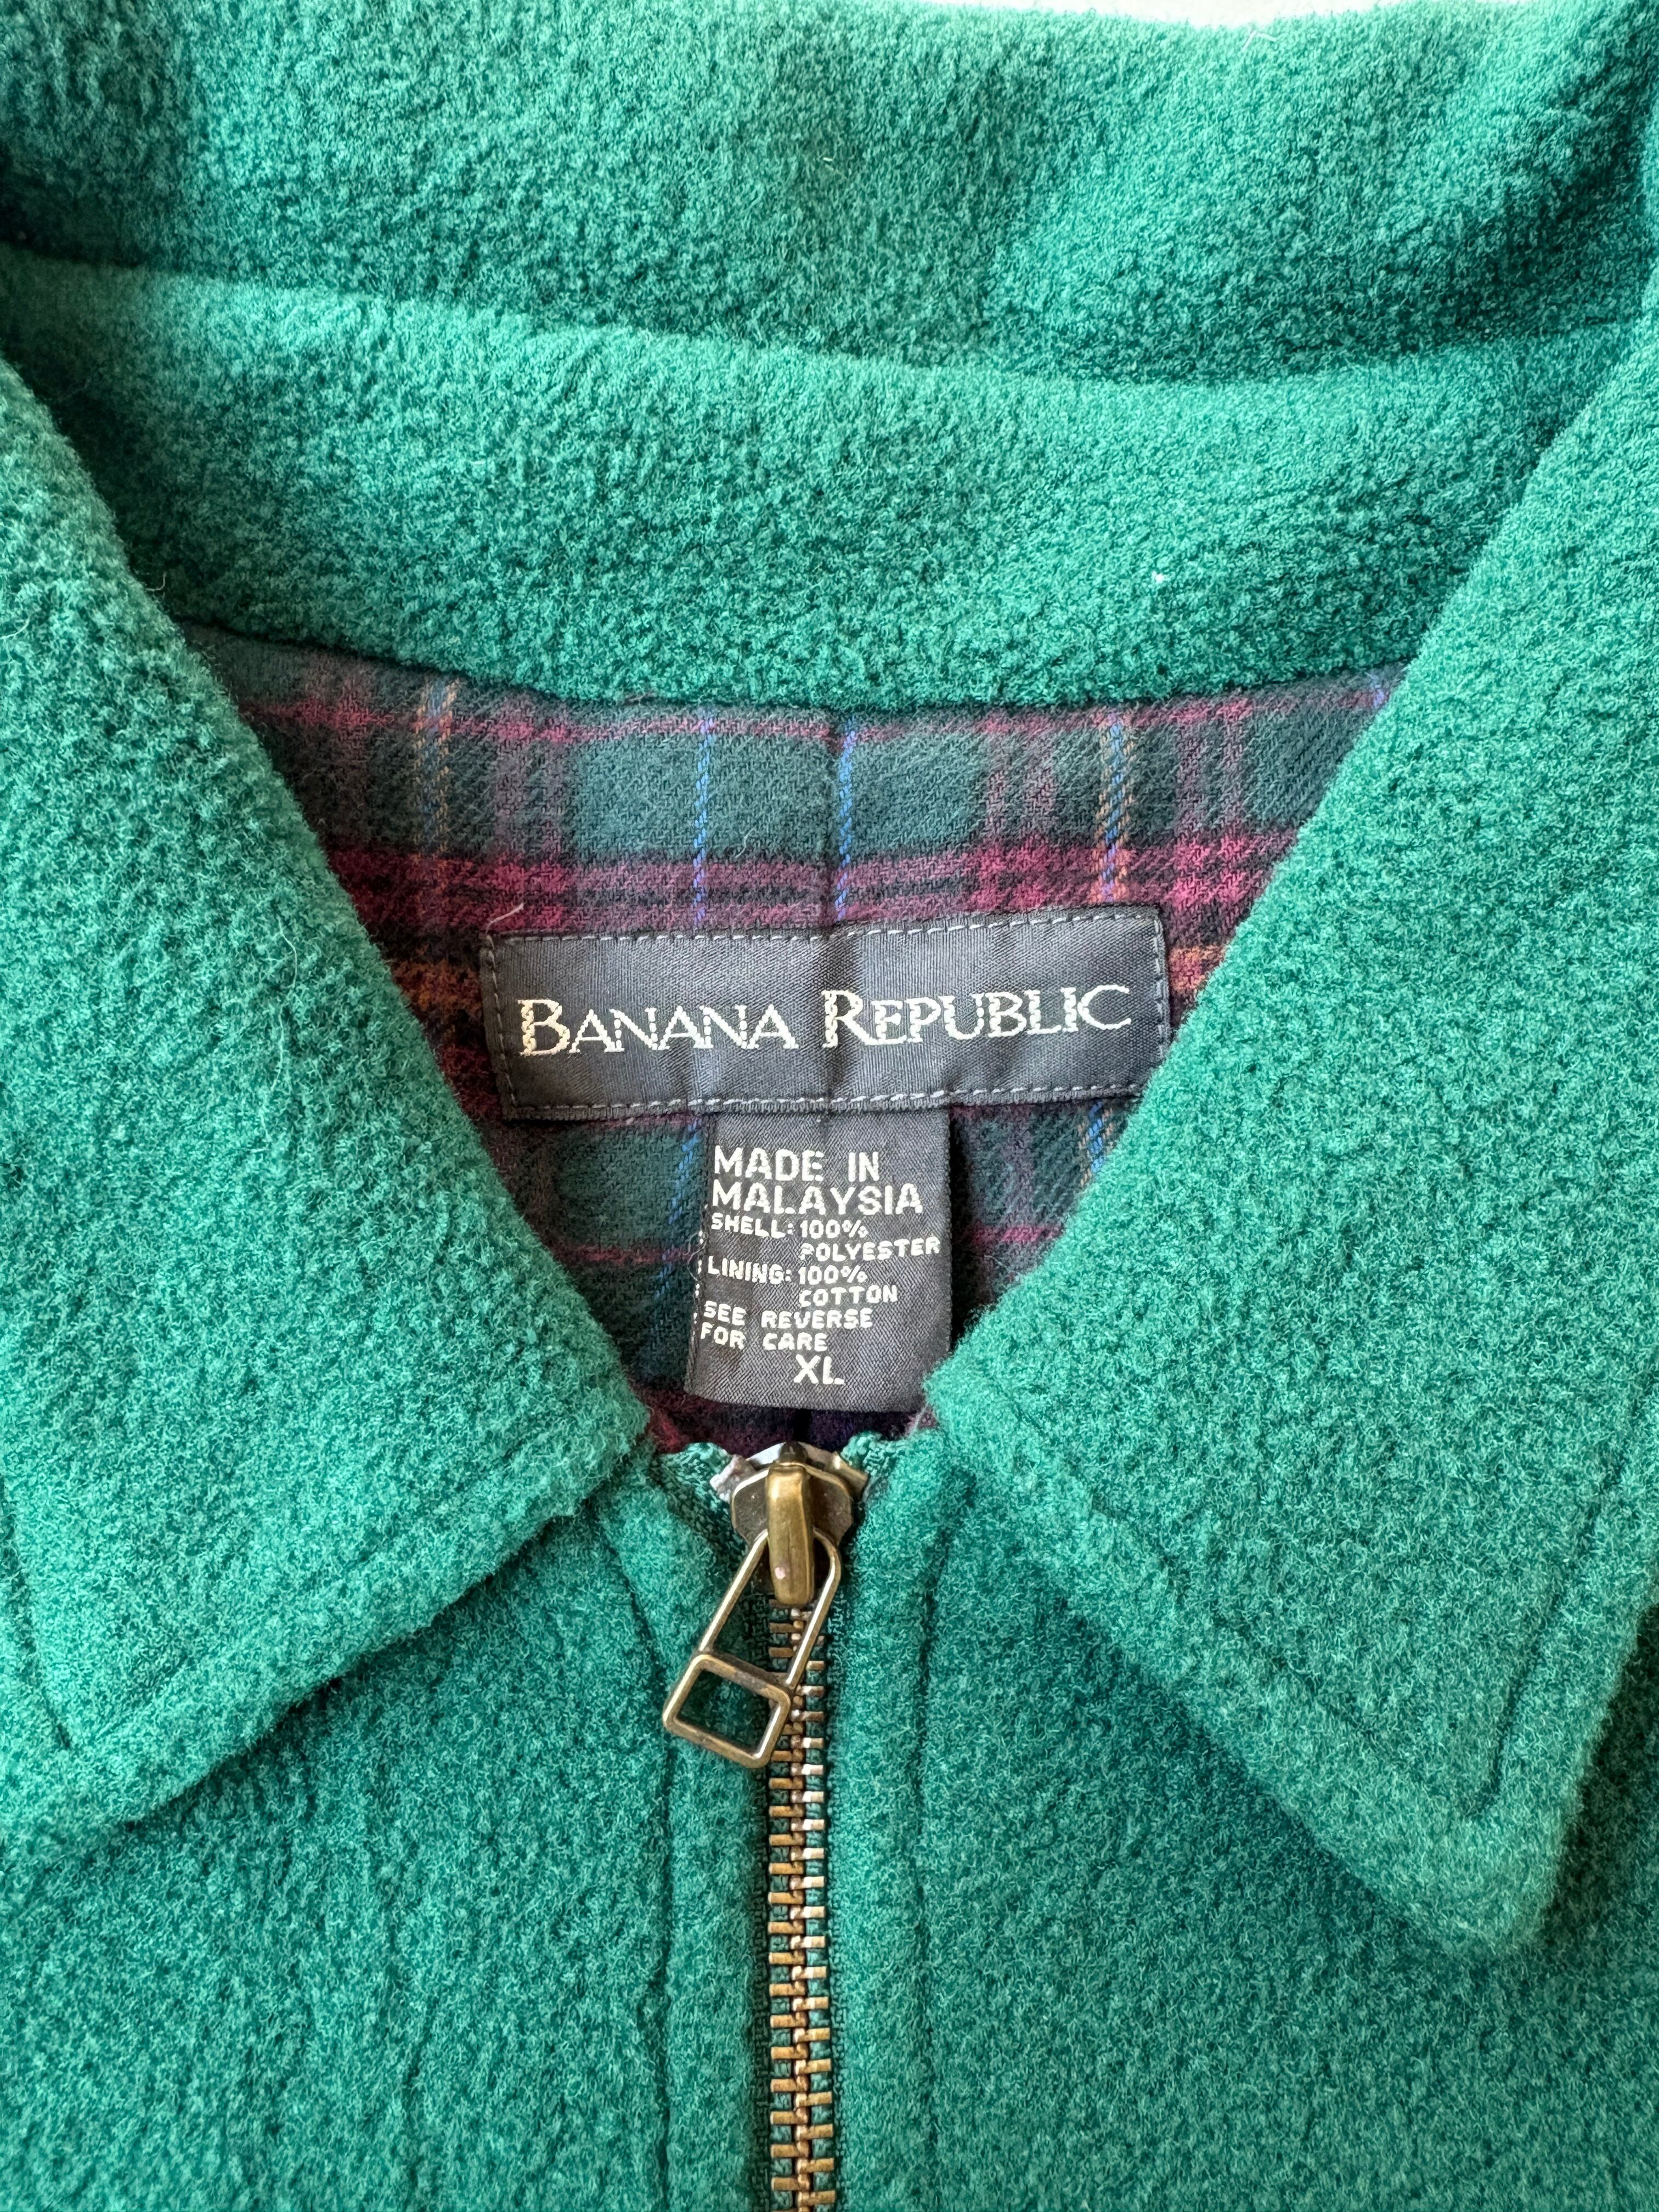 BANANA REPUBLIC
MADE IN
MALAYSIA
SHELL: 100%
POLYESTER
LINING: 100%
COTTON
SEE REVERSE
FOR CARE
XL